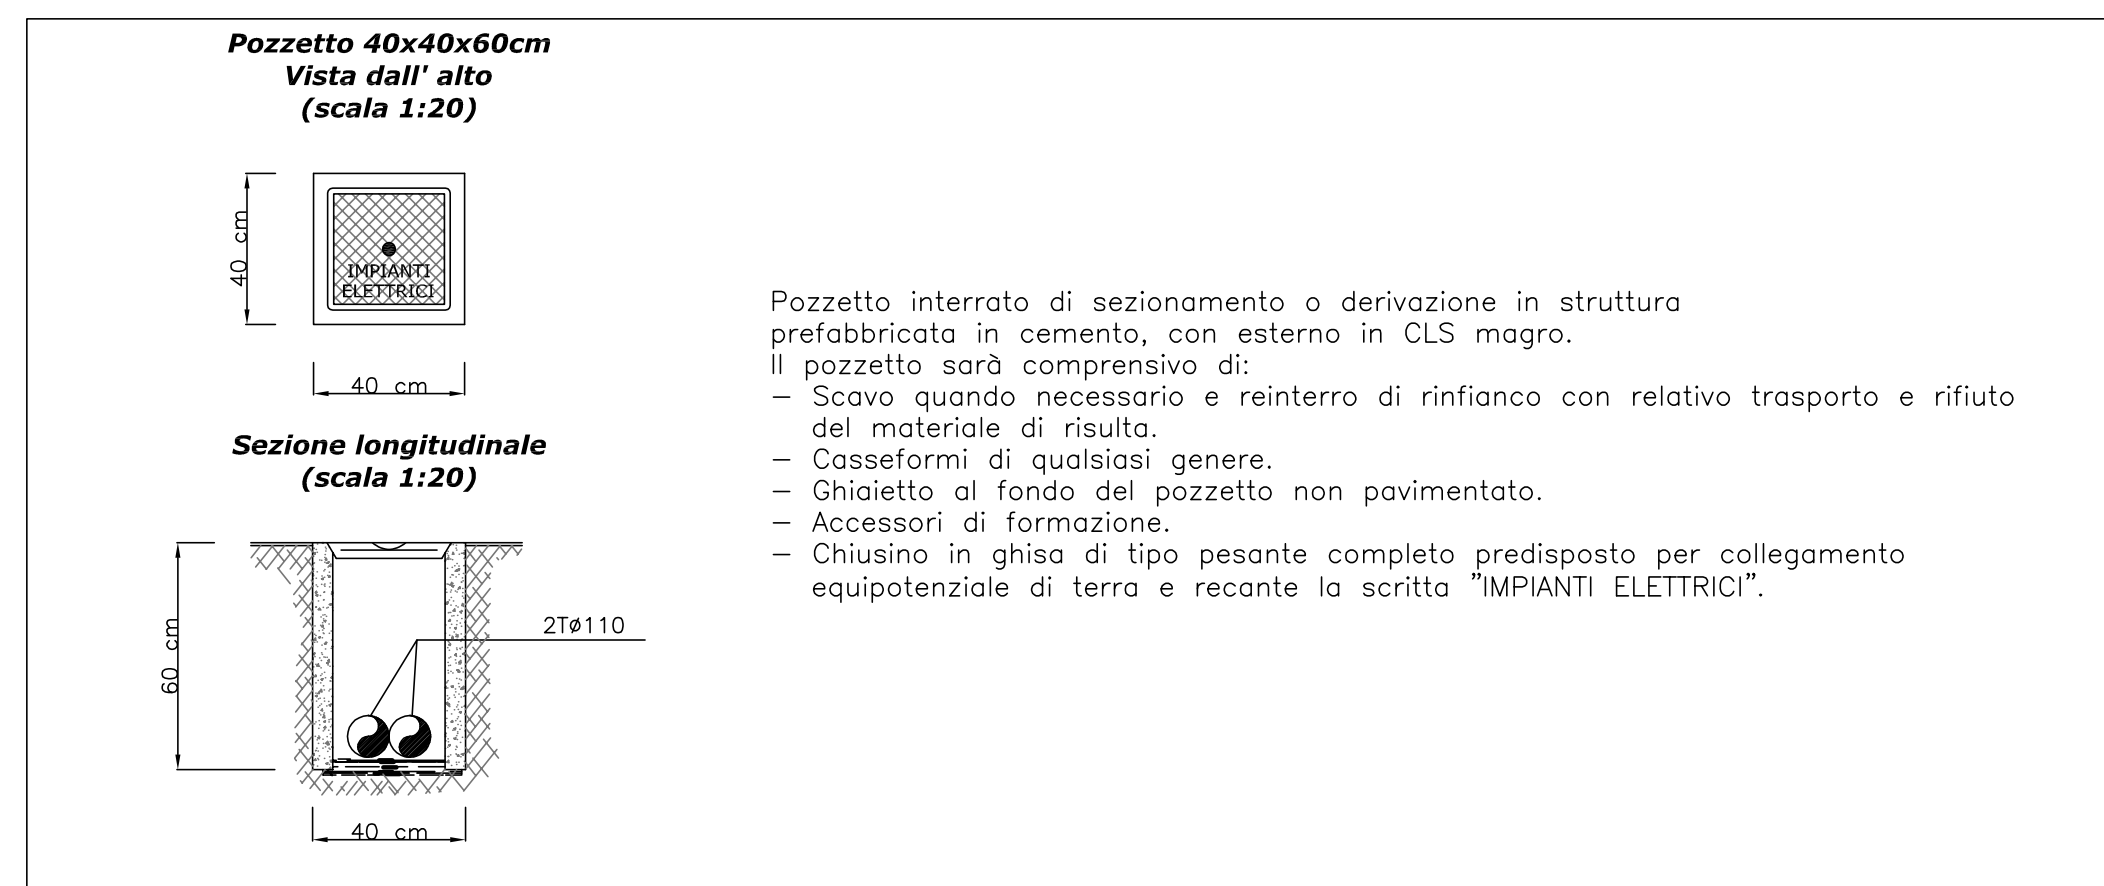 Pozzetto 40x40x60cm
Vista dall' alto
(scala 1:20)
40 cm
IMPIANTI
ELETTRICI
40 cm
Sezione longitudinale
(scala 1:20)
60 cm
2Tø110
40 cm
Pozzetto interrato di sezionamento o derivazione in struttura
prefabbricata in cemento, con esterno in CLS magro.
Il pozzetto sarà comprensivo di:
– Scavo quando necessario e reinterro di rinfianco con relativo trasporto e rifiuto
del materiale di risulta.
– Casseformi di qualsiasi genere.
– Ghiaietto al fondo del pozzetto non pavimentato.
– Accessori di formazione.
– Chiusino in ghisa di tipo pesante completo predisposto per collegamento
equipotenziale di terra e recante la scritta "IMPIANTI ELETTRICI".